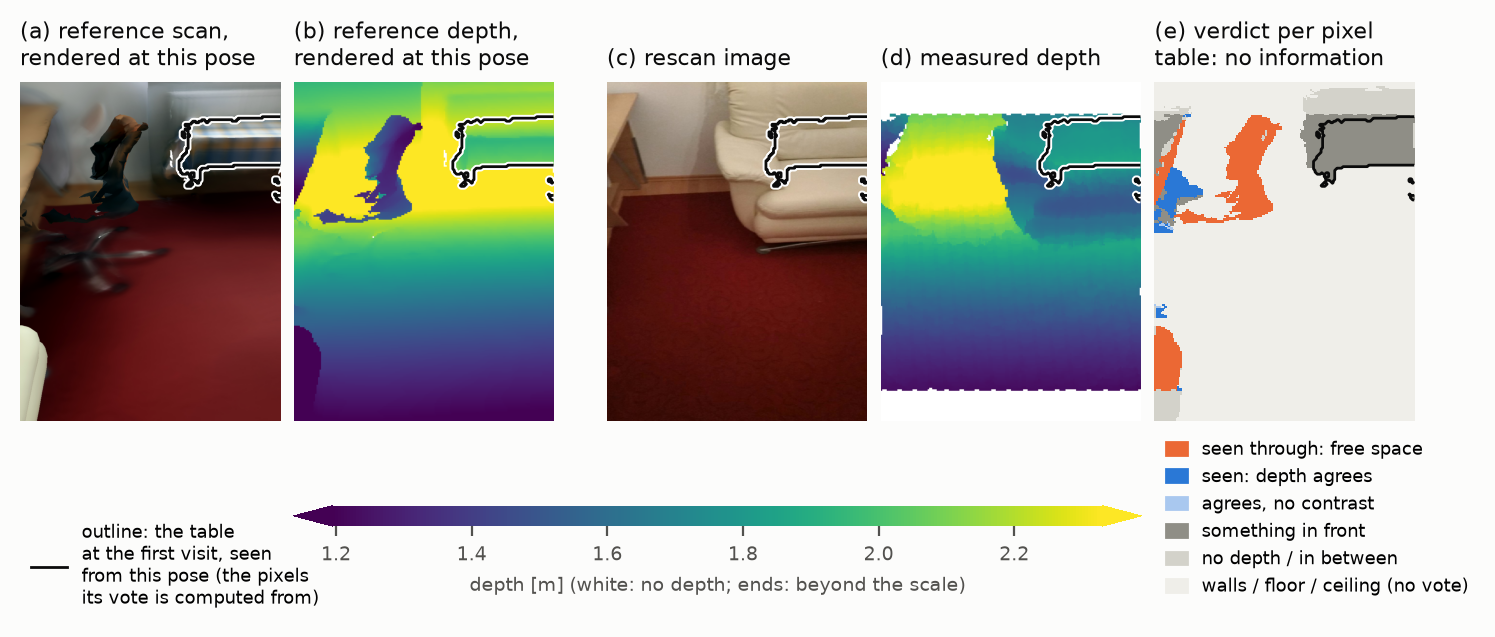 (a) reference scan,
rendered at this pose
(b) reference depth,
rendered at this pose
(c) rescan image
(d) measured depth
(e) verdict per pixel
table: no information
seen through: free space
seen: depth agrees
agrees, no contrast
something in front
no depth / in between
walls / floor / ceiling (no vote)
outline: the table
at the first visit, seen
from this pose (the pixels
its vote is computed from)
1.2 1.4 1.6 1.8 2.0 2.2
depth [m] (white: no depth; ends: beyond the scale)